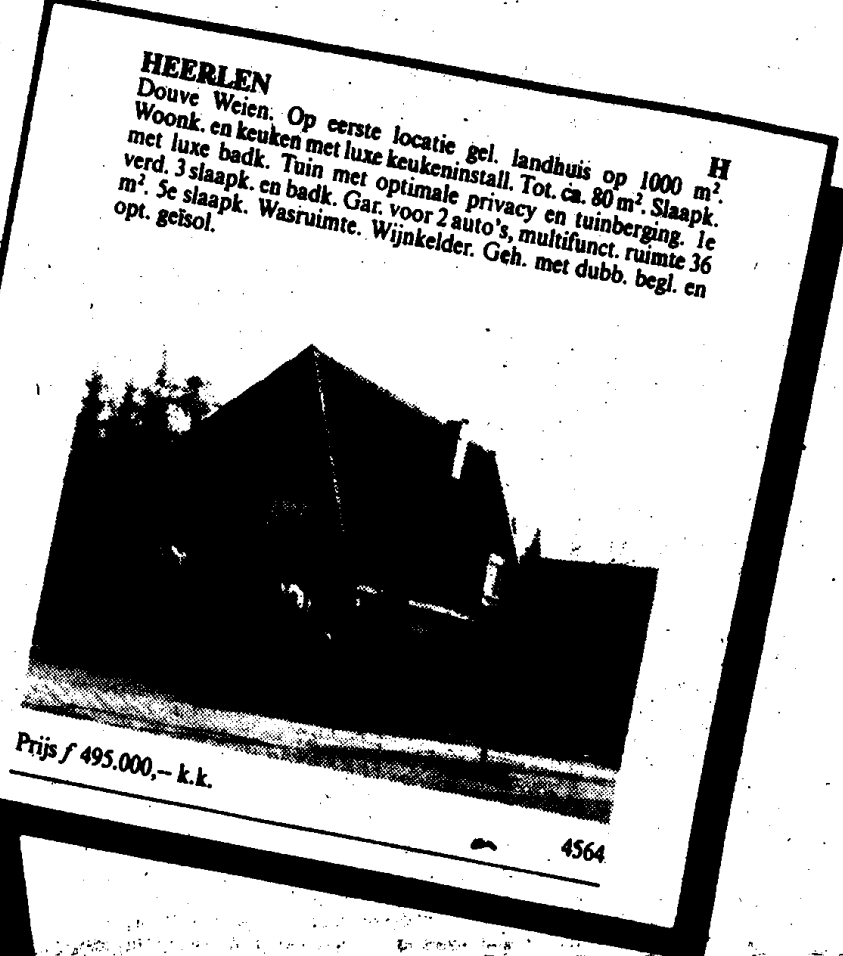 HEERLEN
H
Douve Weien. Op eerste locatie gel. landhuis op 1000 m².
Woonk. en keuken met luxe keukeninstall. Tot. ca. 80 m². Slaapk.
met luxe badk. Tuin met optimale privacy en tuinberging. 1e
verd. 3 slaapk. en badk. Gar. voor 2 auto's, multifunct. ruimte 36
m². 5e slaapk. Wasruimte. Wijnkelder. Geh. met dubb. begl. en
opt. geïsol.
Prijs ƒ 495.000,– k.k.
4564